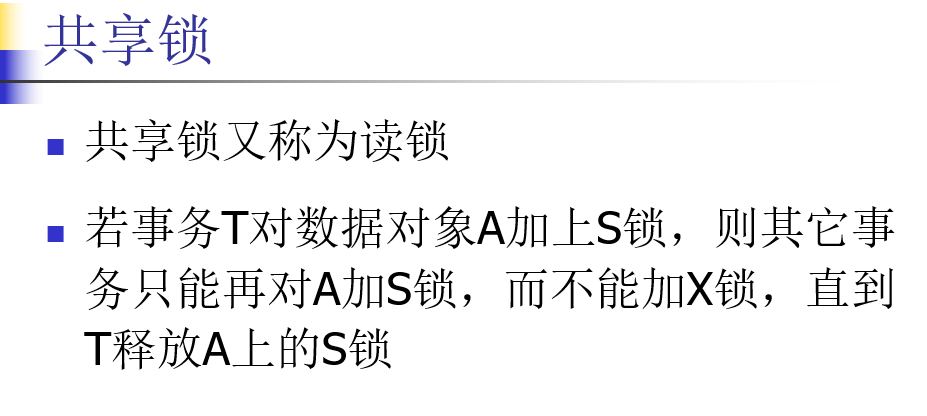 共享锁
共享锁又称为读锁
若事务T对数据对象A加上S锁，则其它事
务只能再对A加S锁，而不能加X锁，直到
T释放A上的S锁